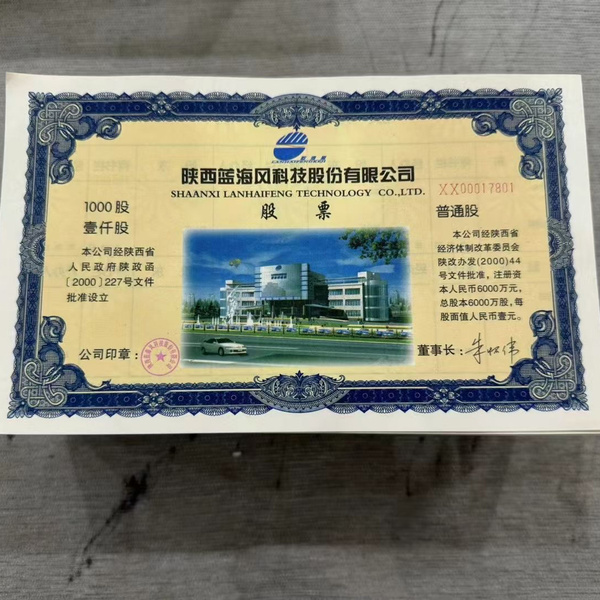 陕西蓝海风科技股份有限公司
SHAANXI LANHAIFENG TECHNOLOGY CO.,LTD.
XX00017801
股 票
1000股
壹仟股
普通股
本公司经陕西省
人民政府陕政函
[2000]227号文件
批准设立
本公司经陕西省
经济体制改革委员会
陕改办发(2000)44
号文件批准，注册资
本人民币6000万元，
总股本6000万股，每
股面值人民币壹元。
公司印章：
董事长：